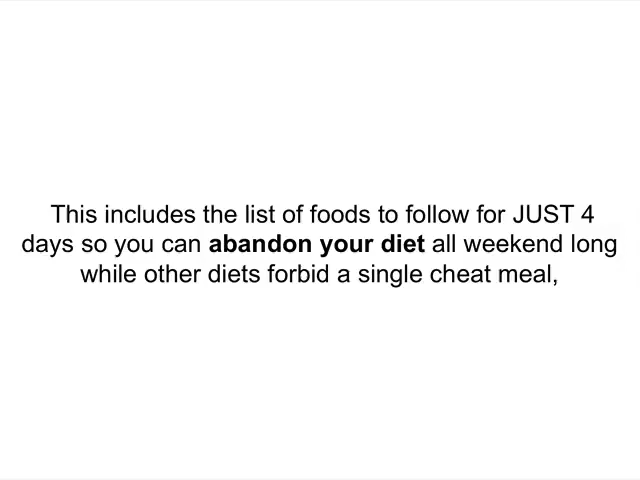 This includes the list of foods to follow for JUST 4
days so you can abandon your diet all weekend long
while other diets forbid a single cheat meal,